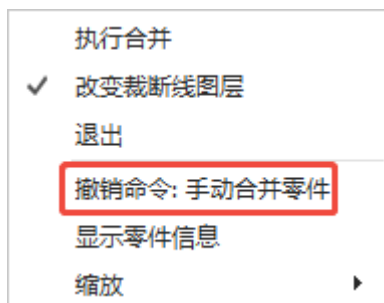 执行合并
改变裁断线图层
退出
撤销命令: 手动合并零件
显示零件信息
缩放